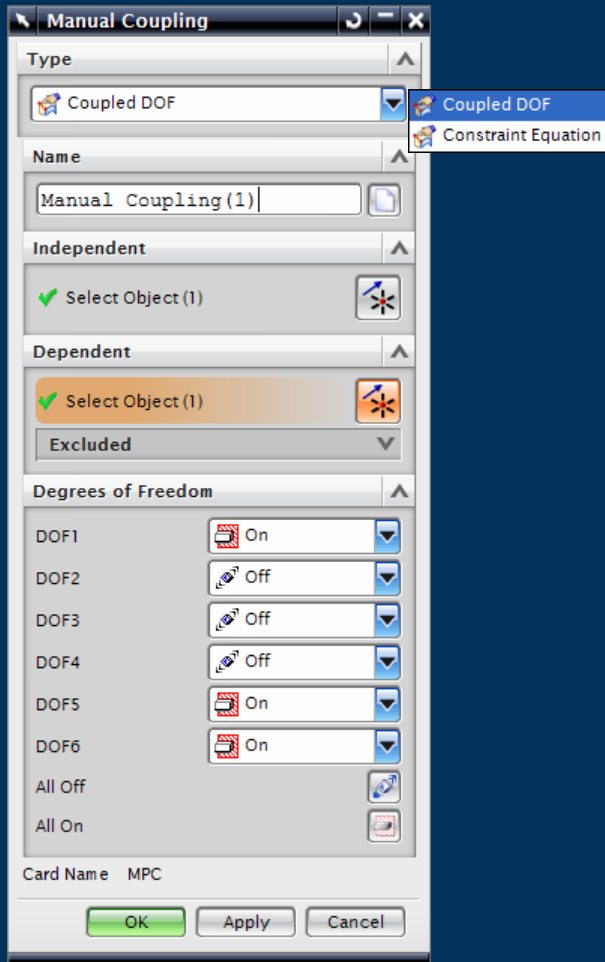 Manual Coupling
Type
Coupled DOF
Coupled DOF
Constraint Equation
Name
Manual Coupling(1)
Independent
Select Object (1)
Dependent
Select Object (1)
Excluded
Degrees of Freedom
DOF1 On
DOF2 Off
DOF3 Off
DOF4 Off
DOF5 On
DOF6 On
All Off
All On
Card Name MPC
OK Apply Cancel